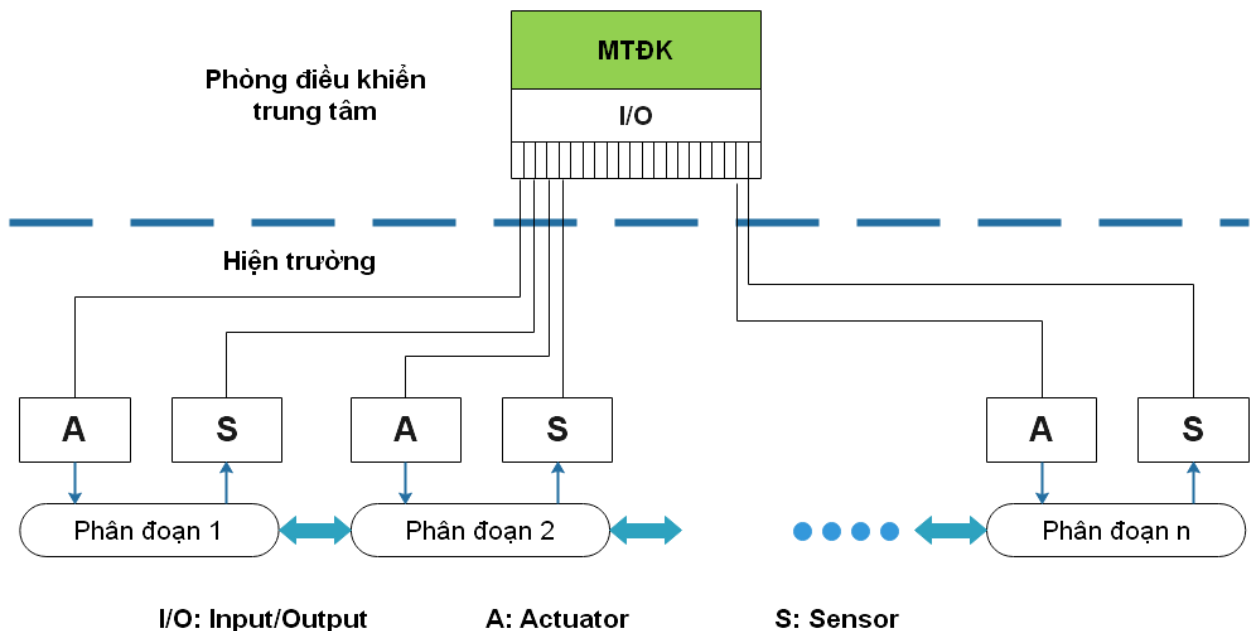 MTĐK
Phòng điều khiển
trung tâm
I/O
Hiện trường
A
S
A
S
A
S
Phân đoạn 1
Phân đoạn 2
Phân đoạn n
I/O: Input/Output
A: Actuator
S: Sensor